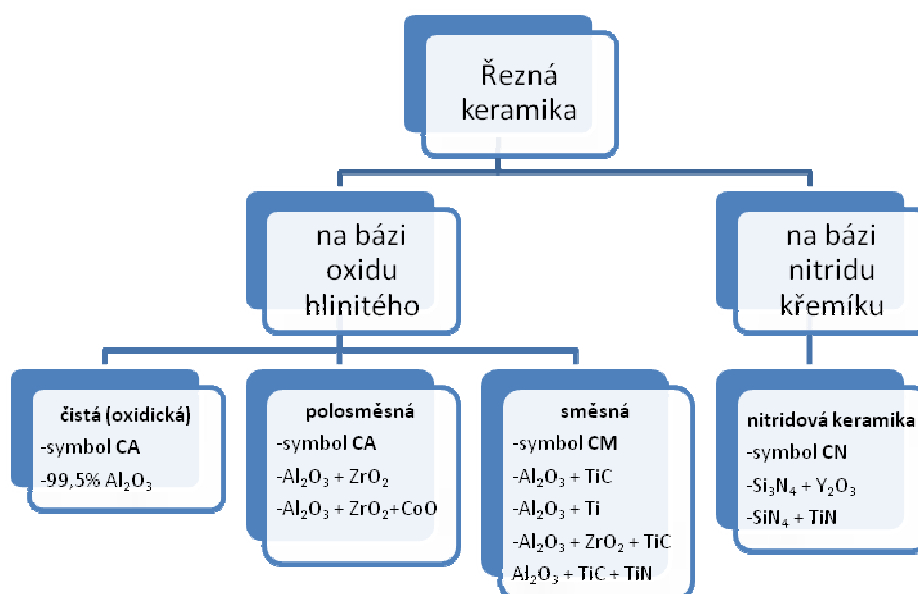 Řezná
keramika
na bázi
oxidu
hlinitého
na bázi
nitridu
křemíku
čistá (oxidická)
-symbol CA
-99,5% Al₂O₃
polosměsná
-symbol CA
-Al₂O₃ + ZrO₂
-Al₂O₃ + ZrO₂+CoO
směsná
-symbol CM
-Al₂O₃ + TiC
-Al₂O₃ + Ti
-Al₂O₃ + ZrO₂ + TiC
Al₂O₃ + TiC + TiN
nitridová keramika
-symbol CN
-Si₃N₄ + Y₂O₃
-SiN₄ + TiN